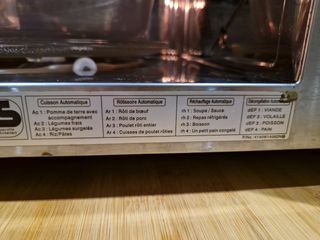 Cuisson Automatique
Ac 1 : Pomme de terre avec
accompagnement
Ac 2 : Légumes frais
Ac 3 : Légumes surgelés
Ac 4 : Riz/Pâtes
Rôtissoire Automatique
Ar 1 : Rôti de bœuf
Ar 2 : Rôti de porc
Ar 3 : Poulet rôti entier
Ar 4 : Cuisses de poulet rôties
Réchauffage Automatique
rh 1 : Soupe / Sauce
rh 2 : Repas réfrigérés
rh 3 : Boisson
rh 4 : Un petit pain congelé
Décongélation Automatique
dEF 1 : VIANDE
dEF 2 : VOLAILLE
dEF 3 : POISSON
dEF 4 : PAIN